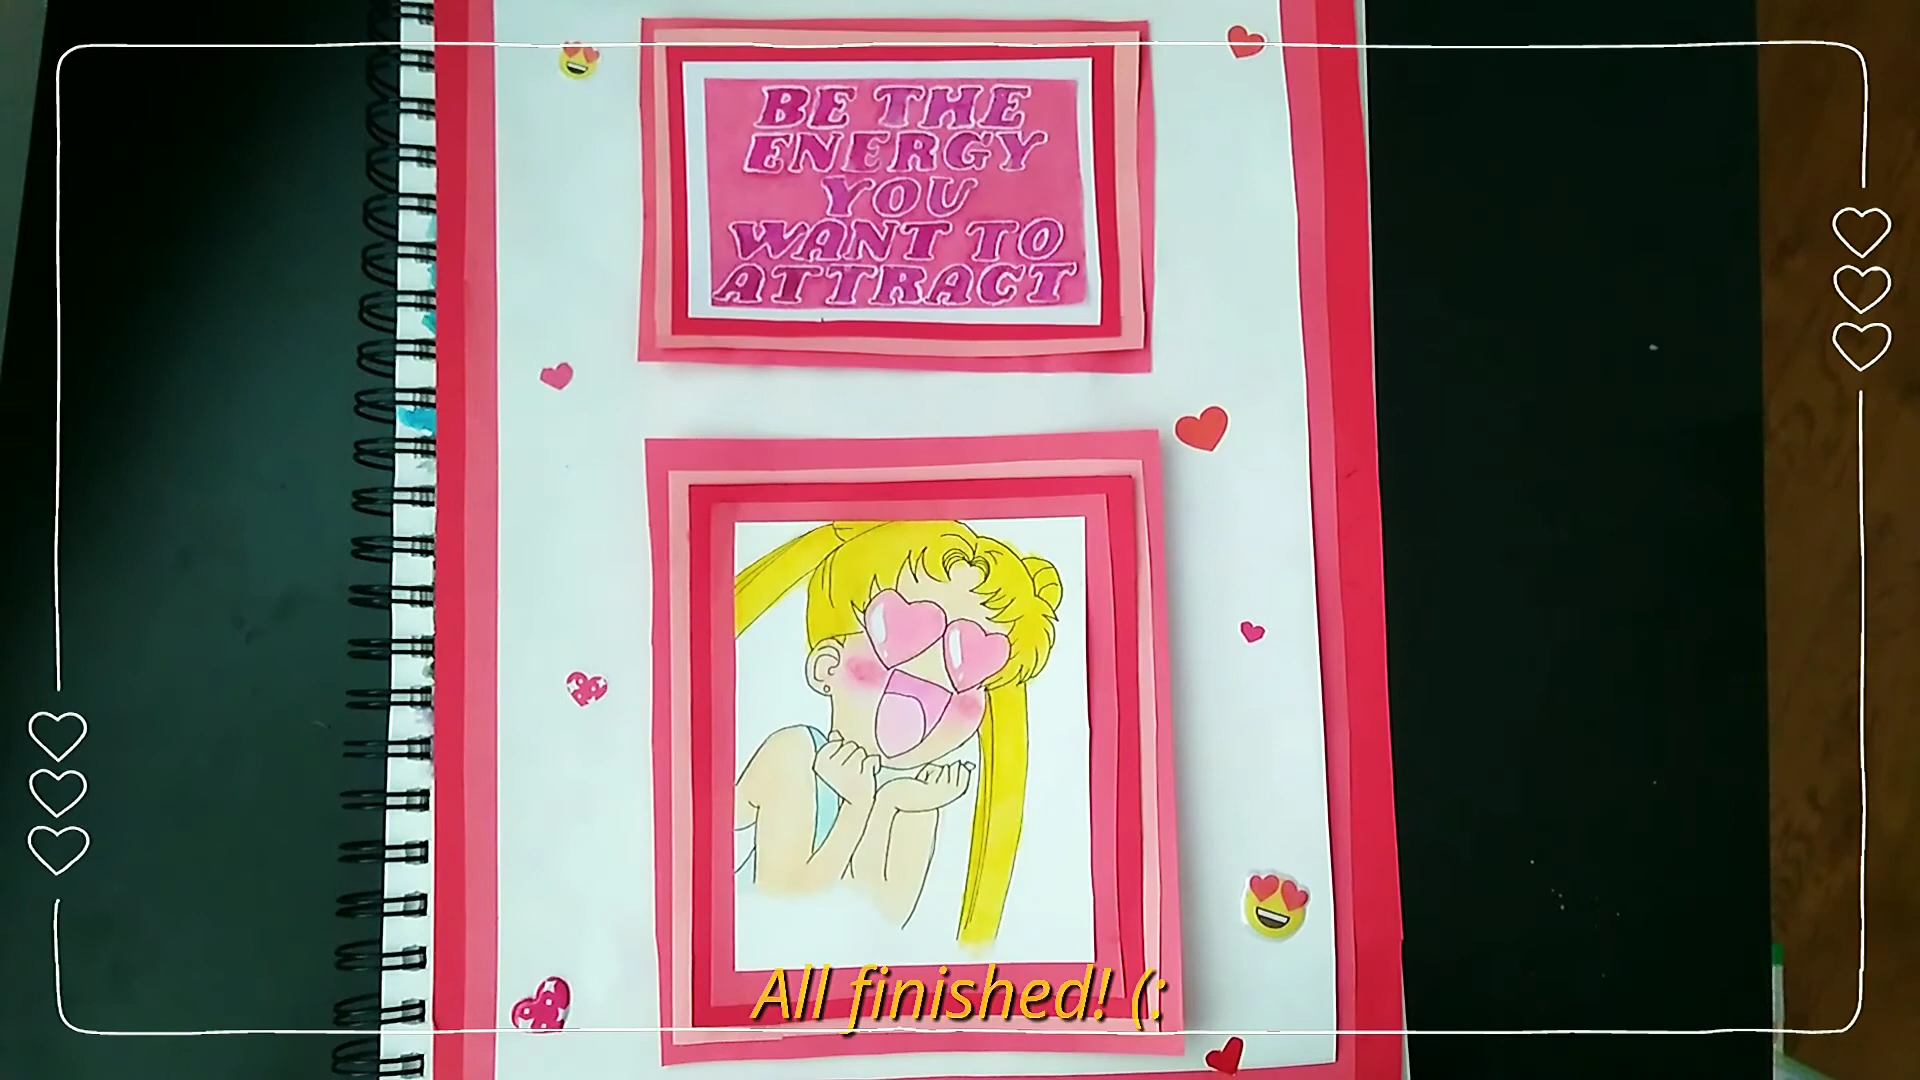 BE THE
ENERGY
YOU
WANT TO
ATTRACT
All finished! (: